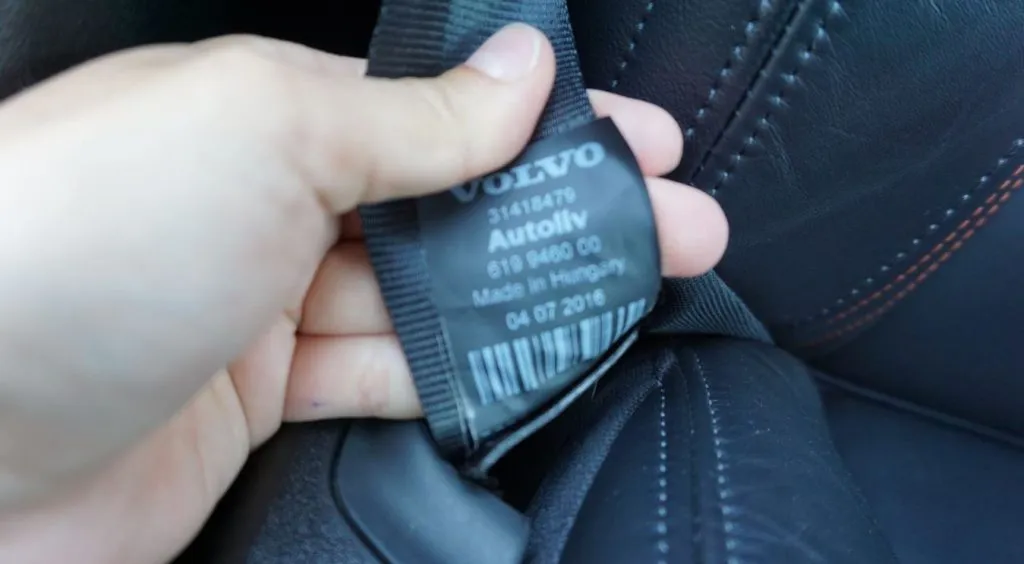 VOLVO
31418479
Autoliv
619 9460 00
Made in Hungary
04 07 2016